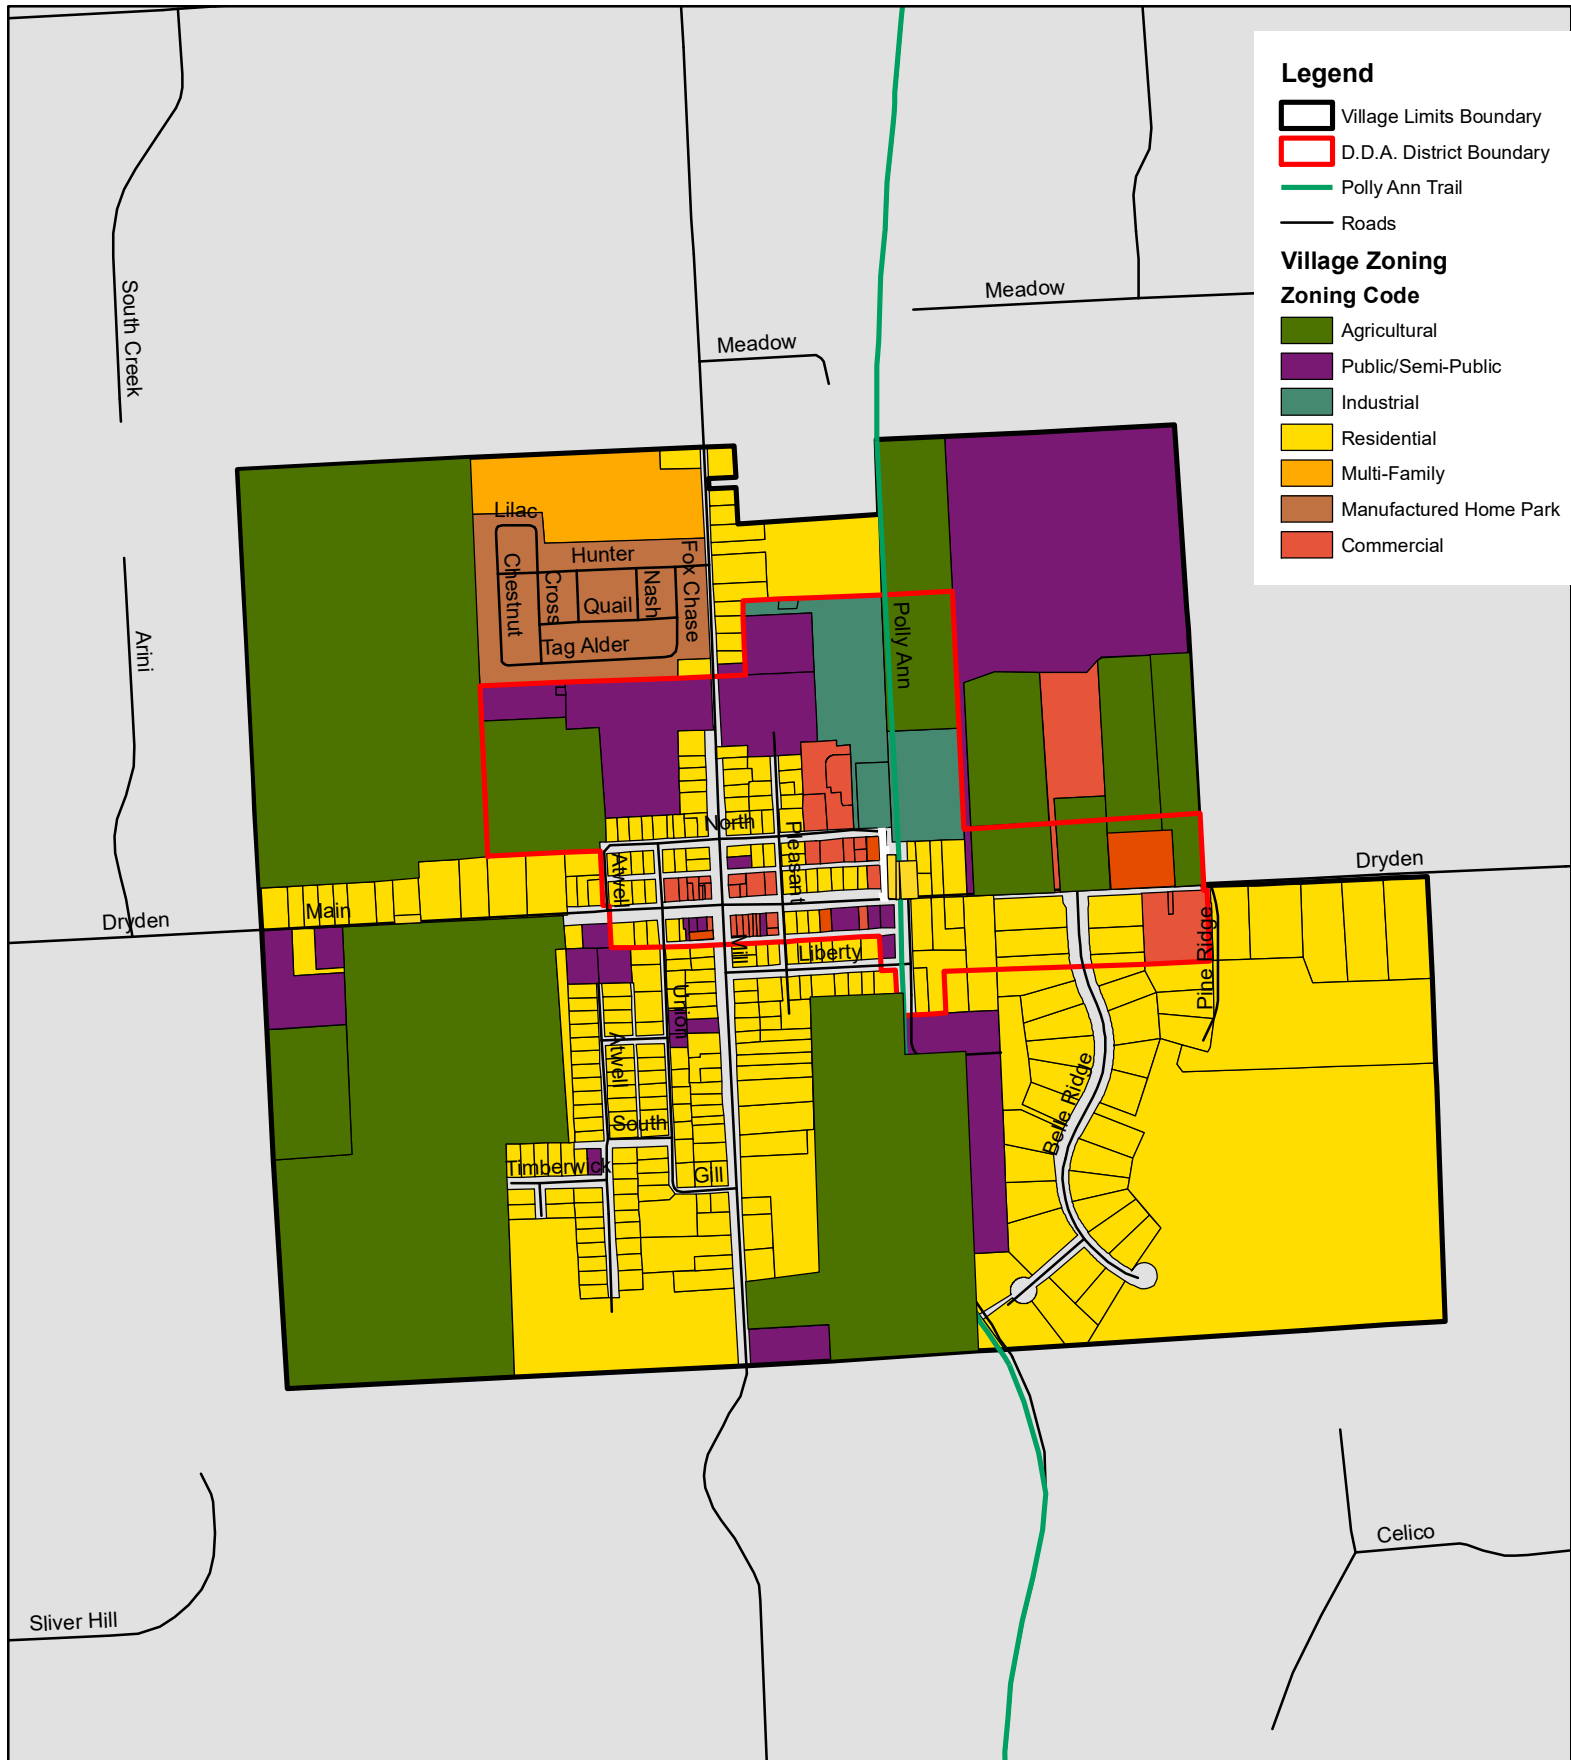 Legend
Village Limits Boundary
D.D.A. District Boundary
Polly Ann Trail
Roads
Village Zoning
Zoning Code
Agricultural
Public/Semi-Public
Industrial
Residential
Multi-Family
Manufactured Home Park
Commercial
South Creek
Meadow
Meadow
Lilac
Hunter
Fox Chase
Chestnut
Cross
Quail
Nash
Tag Alder
Polly Ann
Arini
North
Pleasant
Atwell
Dryden
Main
Dryden
Mill
Liberty
Pine Ridge
Union
Atwell
Belle Ridge
South
Timberwick
Gill
Celico
Sliver Hill